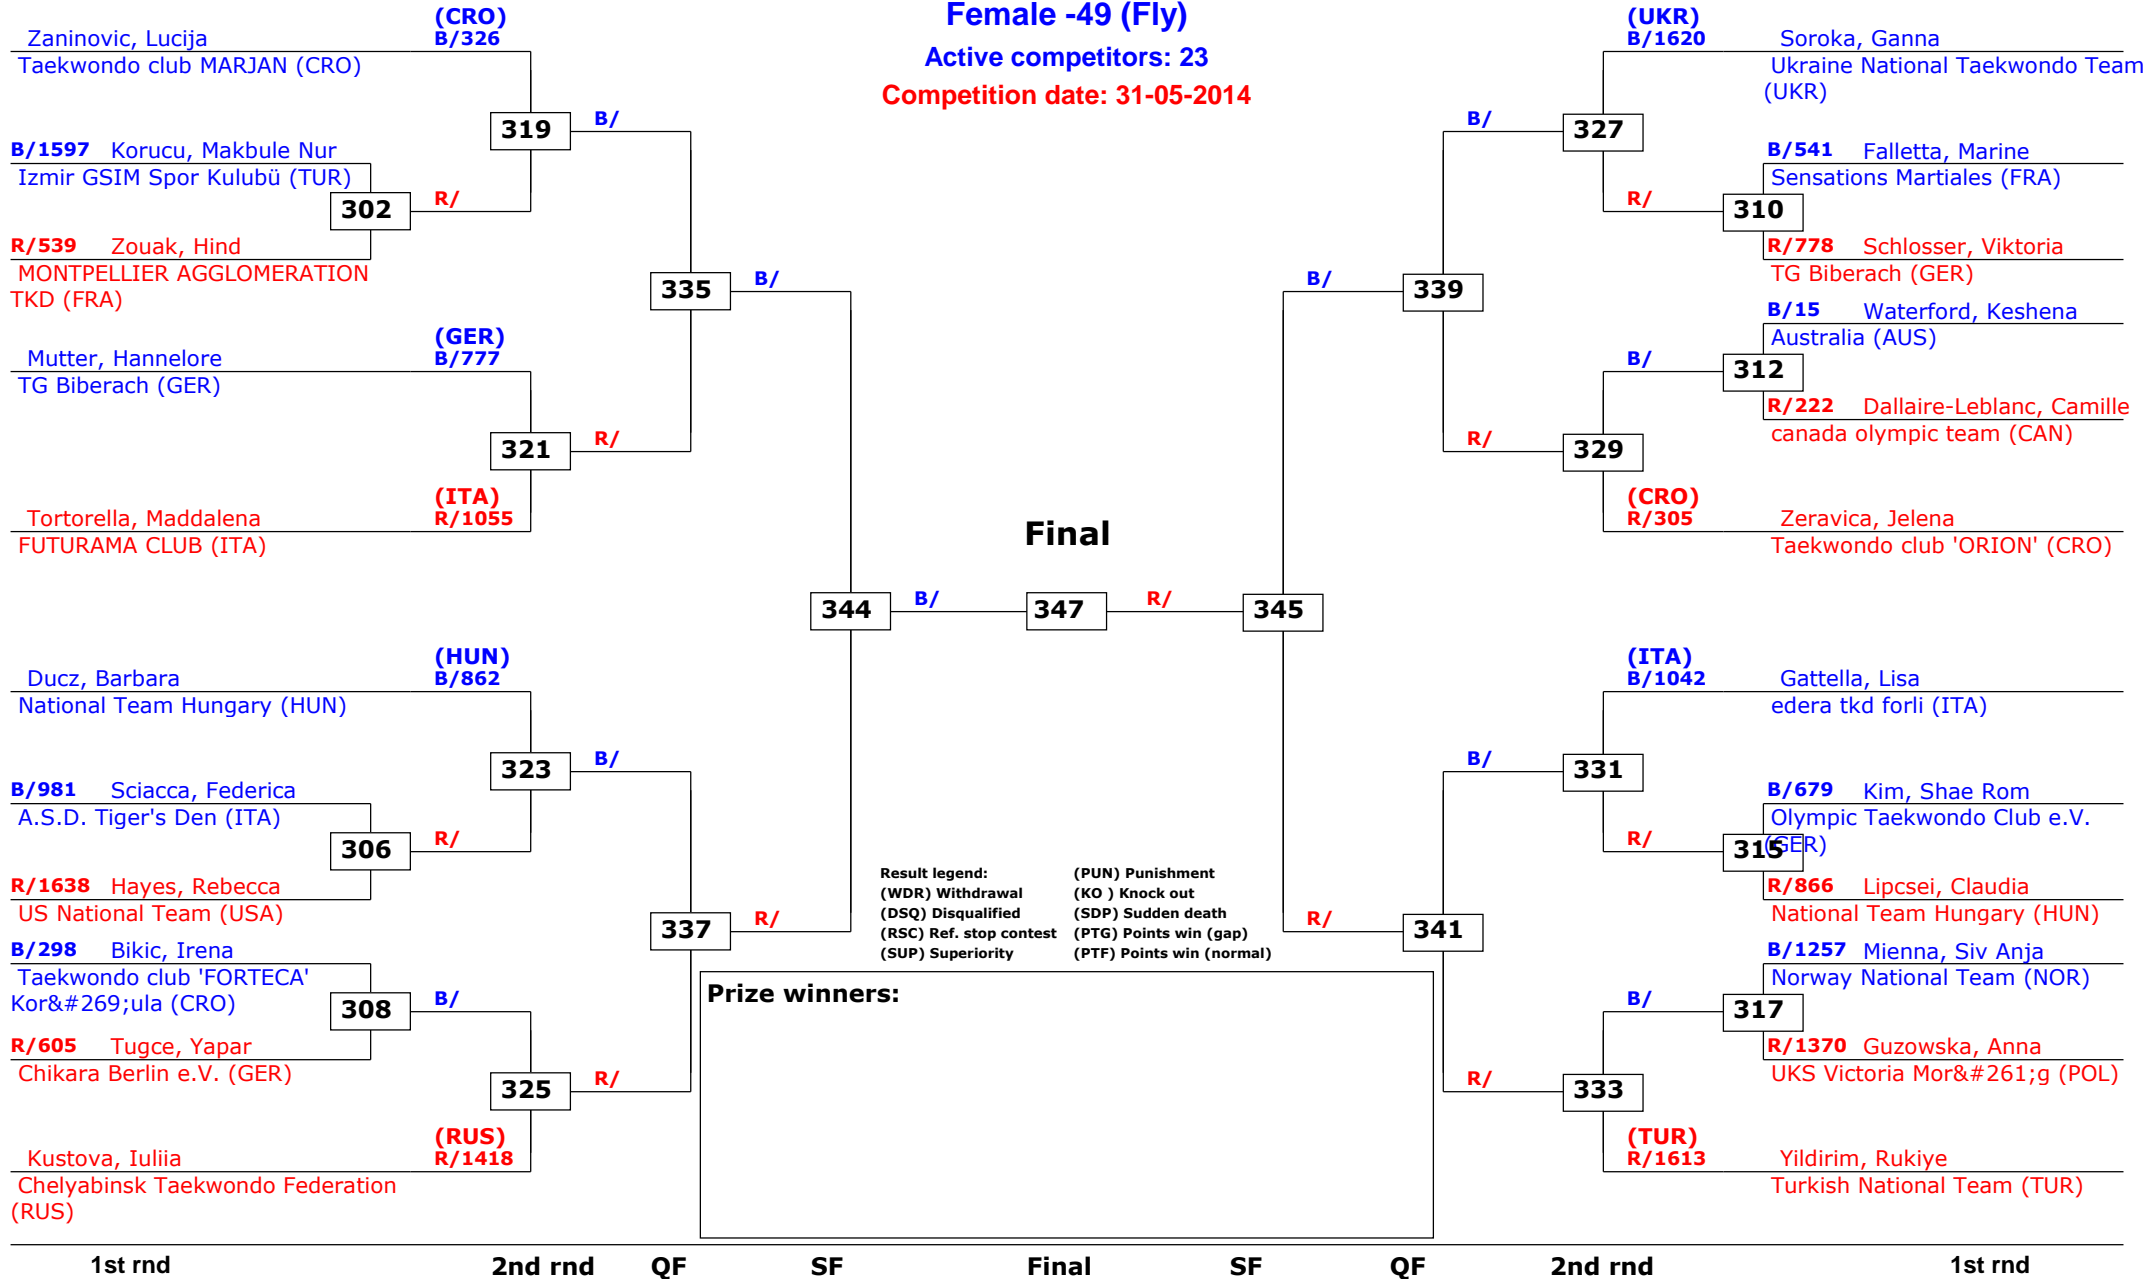 Female -49 (Fly)
Active competitors: 23
Competition date: 31-05-2014
(CRO)
Zaninovic, Lucija B/326
Taekwondo club MARJAN (CRO)
319
B/
B/1597 Korucu, Makbule Nur
Izmir GSIM Spor Kulubü (TUR)
302
R/
R/539 Zouak, Hind
MONTPELLIER AGGLOMERATION
TKD (FRA)
335
B/
(GER)
Mutter, Hannelore B/777
TG Biberach (GER)
321
R/
(ITA)
Tortorella, Maddalena R/1055
FUTURAMA CLUB (ITA)
344
B/
(HUN)
Ducz, Barbara B/862
National Team Hungary (HUN)
323
B/
B/981 Sciacca, Federica
A.S.D. Tiger's Den (ITA)
306
R/
R/1638 Hayes, Rebecca
US National Team (USA)
337
R/
B/298 Bikic, Irena
Taekwondo club 'FORTECA'
Kor&#269;ula (CRO)
308
B/
R/605 Tugce, Yapar
Chikara Berlin e.V. (GER)
325
R/
(RUS)
Kustova, Iuliia R/1418
Chelyabinsk Taekwondo Federation
(RUS)
Final
347
R/
345
(UKR)
B/1620 Soroka, Ganna
Ukraine National Taekwondo Team
(UKR)
B/
327
B/541 Falletta, Marine
Sensations Martiales (FRA)
R/
310
R/778 Schlosser, Viktoria
TG Biberach (GER)
B/
339
B/15 Waterford, Keshena
Australia (AUS)
B/
312
R/222 Dallaire-Leblanc, Camille
canada olympic team (CAN)
R/
329
(CRO)
R/305 Zeravica, Jelena
Taekwondo club 'ORION' (CRO)
(ITA)
B/1042 Gattella, Lisa
edera tkd forli (ITA)
B/
331
B/679 Kim, Shae Rom
Olympic Taekwondo Club e.V.
(GER)
R/
315
R/866 Lipcsei, Claudia
National Team Hungary (HUN)
R/
341
B/1257 Mienna, Siv Anja
Norway National Team (NOR)
B/
317
R/1370 Guzowska, Anna
UKS Victoria Mor&#261;g (POL)
R/
333
(TUR)
R/1613 Yildirim, Rukiye
Turkish National Team (TUR)
Result legend: (PUN) Punishment
(WDR) Withdrawal (KO ) Knock out
(DSQ) Disqualified (SDP) Sudden death
(RSC) Ref. stop contest (PTG) Points win (gap)
(SUP) Superiority (PTF) Points win (normal)
Prize winners:
1st rnd 2nd rnd QF SF Final SF QF 2nd rnd 1st rnd